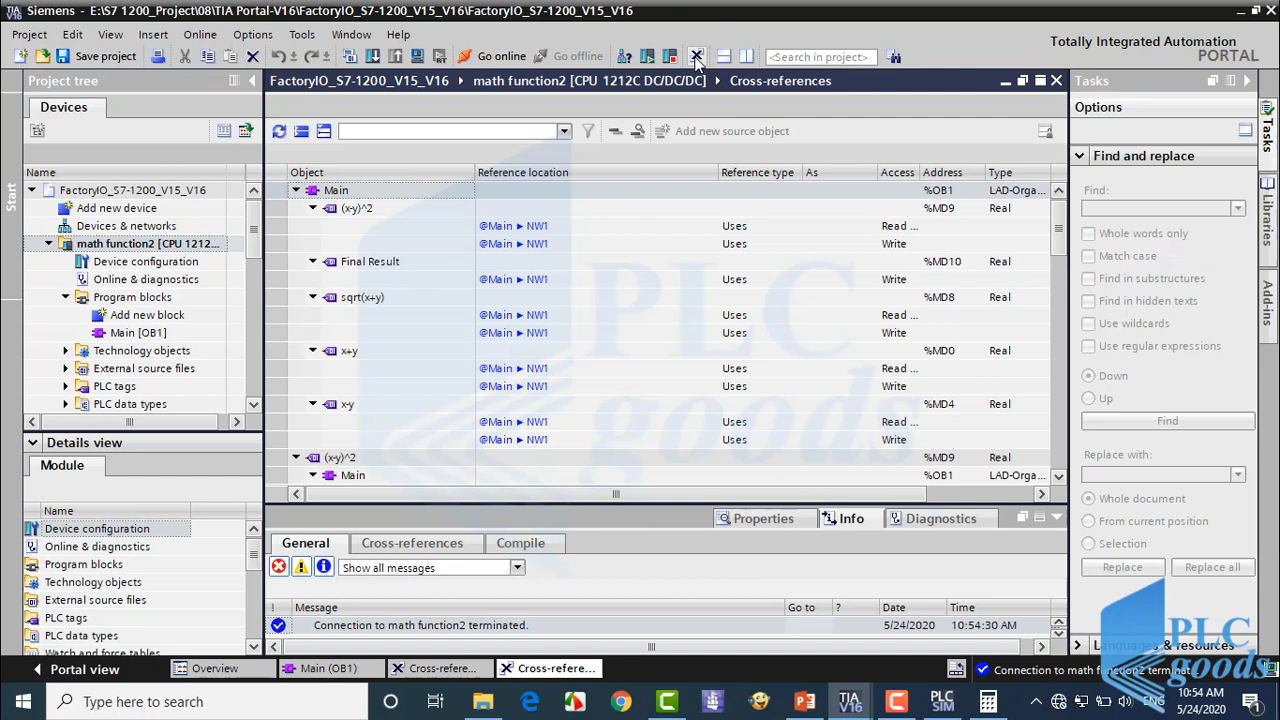 Siemens - E:\S7 1200_Project\08\TIA Portal-V16\FactoryIO_S7-1200_V15_V16\FactoryIO_S7-1200_V15_V16
Project Edit View Insert Online Options Tools Window Help
Totally Integrated Automation
PORTAL
Save project Go online Go offline <Search in project>
Project tree
FactoryIO_S7-1200_V15_V16 ▸ math function2 [CPU 1212C DC/DC/DC] ▸ Cross-references
Tasks
Devices
Options
Add new source object
Find and replace
Name
Object Reference location Reference type As Access Address Type
FactoryIO_S7-1200_V15_V16
Add new device
Devices & networks
math function2 [CPU 1212...
Device configuration
Online & diagnostics
Program blocks
Add new block
Main [OB1]
Technology objects
External source files
PLC tags
PLC data types
Main %OB1 LAD-Orga...
(x-y)^2 %MD9 Real
@Main ▸ NW1 Uses Read ...
@Main ▸ NW1 Uses Write
Final Result %MD10 Real
@Main ▸ NW1 Uses Write
sqrt(x+y) %MD8 Real
@Main ▸ NW1 Uses Read ...
@Main ▸ NW1 Uses Write
x+y %MD0 Real
@Main ▸ NW1 Uses Read ...
@Main ▸ NW1 Uses Write
x-y %MD4 Real
@Main ▸ NW1 Uses Read ...
@Main ▸ NW1 Uses Write
(x-y)^2 %MD9 Real
Main %OB1 LAD-Orga...
Find:
Whole words only
Match case
Find in substructures
Find in hidden texts
Use wildcards
Use regular expressions
Down
Up
Find
Replace with:
Whole document
From current position
Selection
Replace Replace all
Languages & resources
Start
Tasks
Libraries
Add-ins
Details view
Module
Name
Device configuration
Online & diagnostics
Program blocks
Technology objects
External source files
PLC tags
PLC data types
Watch and force tables
Properties Info Diagnostics
General Cross-references Compile
Show all messages
! Message Go to ? Date Time
Connection to math function2 terminated. 5/24/2020 10:54:30 AM
Portal view Overview Main (OB1) Cross-refere... Cross-refere...
Connection to math function2 termina
PLC
goods
PLC
goods
Type here to search
TIA
V16
PLC
SIM
10:54 AM
5/24/2020